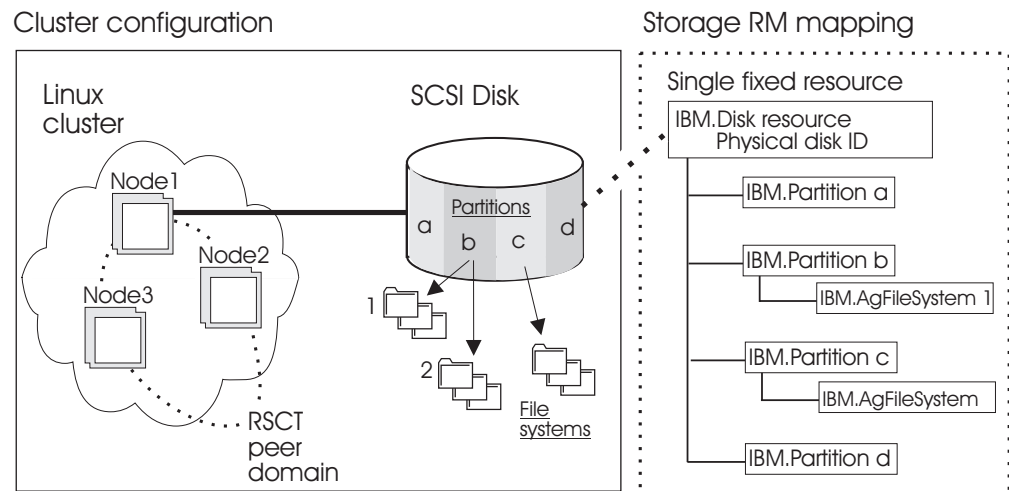 Cluster configuration
Linux
cluster
SCSI Disk
Node1
Node2
Node3
Partitions
a
b
c
d
1
2
File
systems
RSCT
peer
domain
Storage RM mapping
Single fixed resource
IBM.Disk resource
Physical disk ID
IBM.Partition a
IBM.Partition b
IBM.AgFileSystem 1
IBM.Partition c
IBM.AgFileSystem
IBM.Partition d